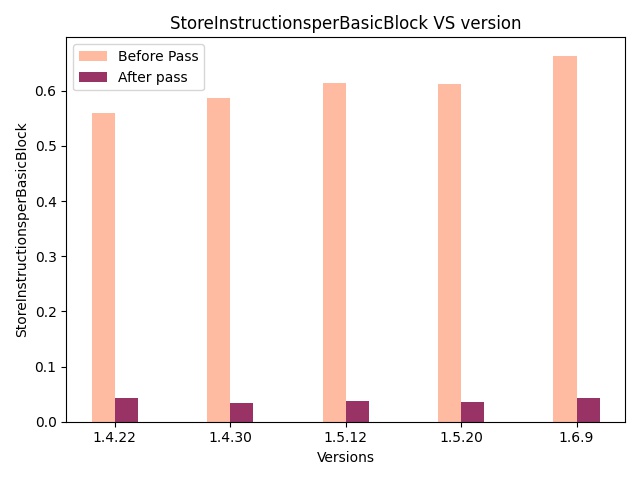 StoreInstructionsperBasicBlock VS version
Before Pass
After pass
StoreInstructionsperBasicBlock
0.6
0.5
0.4
0.3
0.2
0.1
0.0
1.4.22 1.4.30 1.5.12 1.5.20 1.6.9
Versions